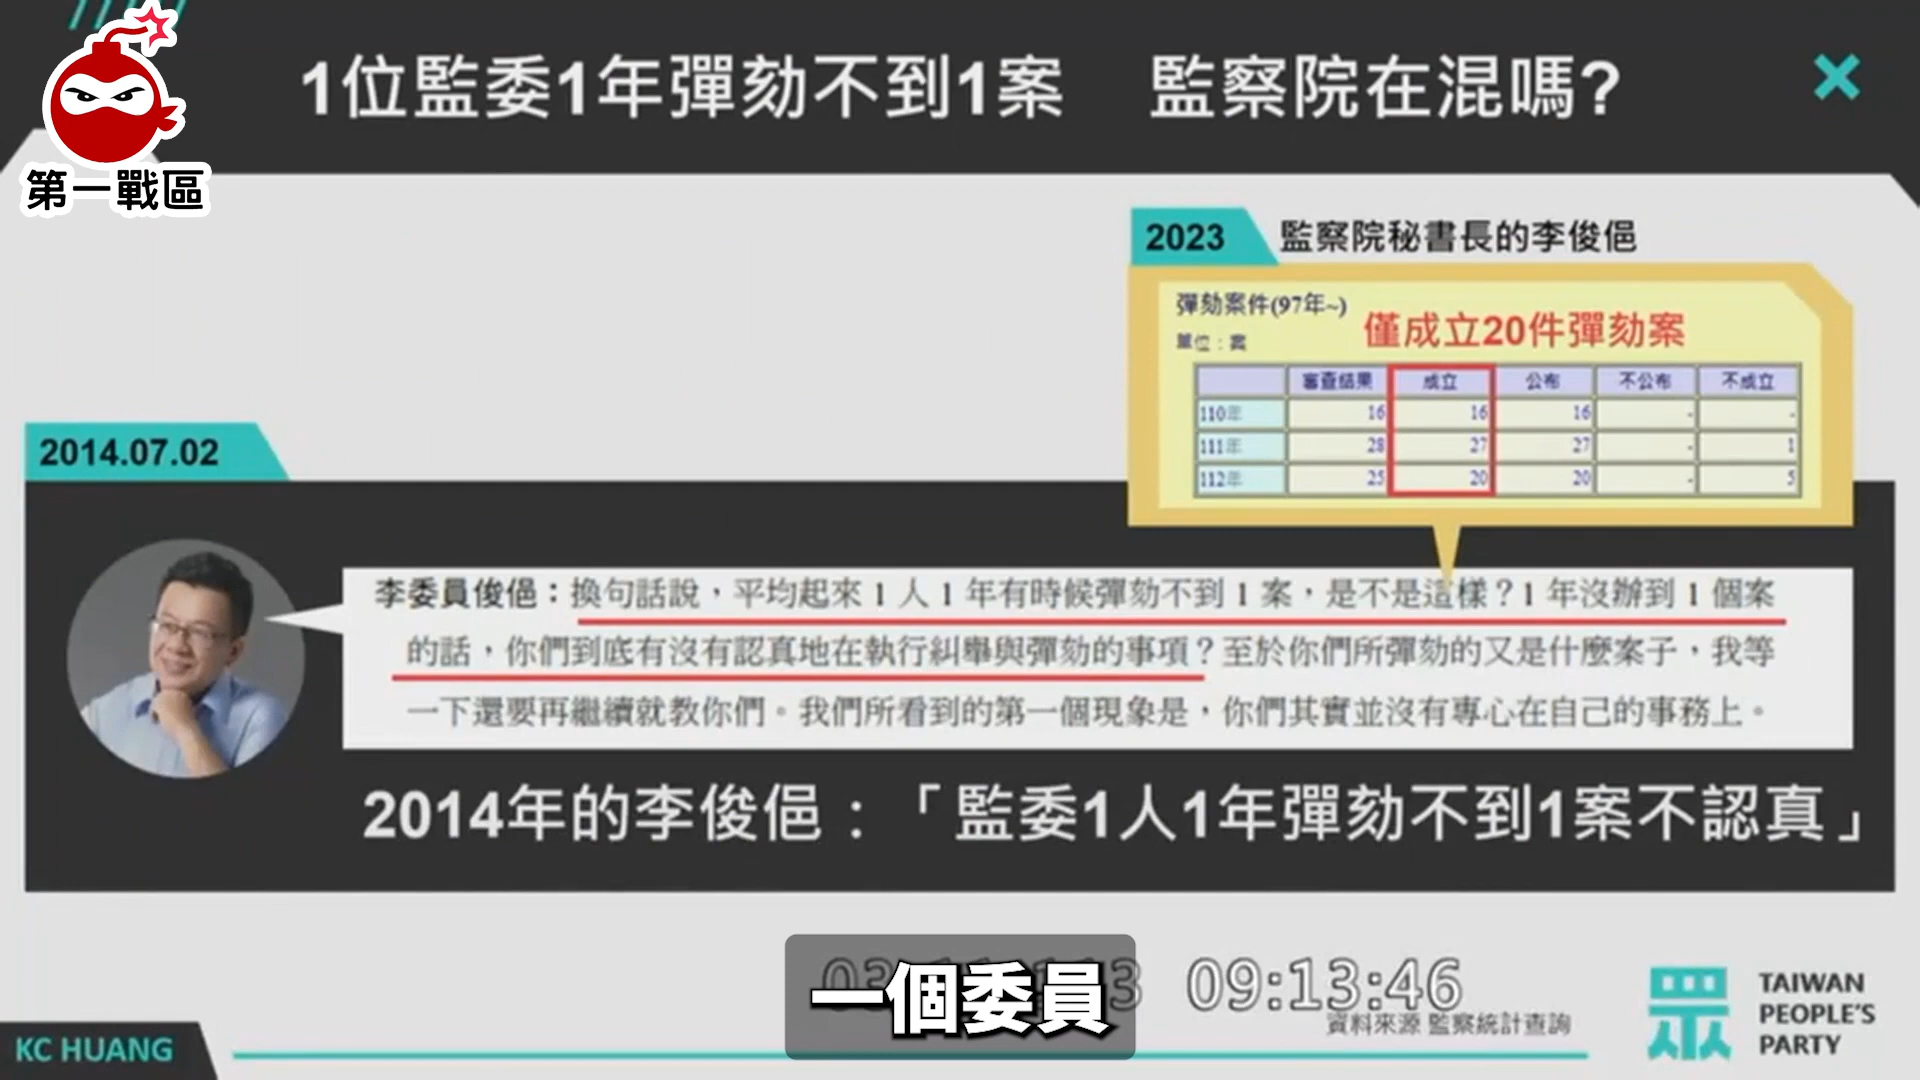 1位監委1年彈劾不到1案 監察院在混嗎?
第一戰區
2023 監察院秘書長的李俊俋
彈劾案件(97年~)
僅成立20件彈劾案
單位：案
審查結果 成立 公布 不公布 不成立
110年 16 16 16 - -
111年 28 27 27 - 1
112年 25 20 20 - 5
2014.07.02
李委員俊俋：換句話說，平均起來1人1年有時候彈劾不到1案，是不是這樣？1年沒辦到1個案
的話，你們到底有沒有認真地在執行糾舉與彈劾的事項？至於你們所彈劾的又是什麼案子，我等
一下還要再繼續就教你們。我們所看到的第一個現象是，你們其實並沒有專心在自己的事務上。
2014年的李俊俋：「監委1人1年彈劾不到1案不認真」
一個委員
09:13:46
資料來源 監察統計查詢
KC HUANG
眾
TAIWAN
PEOPLE'S
PARTY